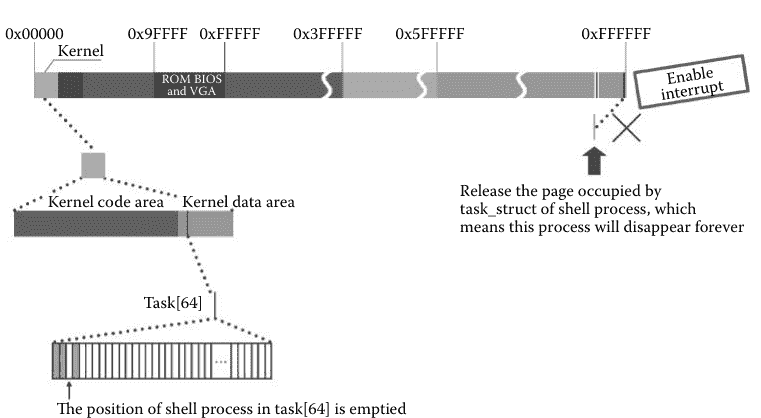 0x00000
0x9FFFF
0xFFFFF
0x3FFFFF
0x5FFFFF
0xFFFFFF
Kernel
ROM BIOS
and VGA
Enable
interrupt
Release the page occupied by
task_struct of shell process, which
means this process will disappear forever
Kernel code area
Kernel data area
Task[64]
...
The position of shell process in task[64] is emptied